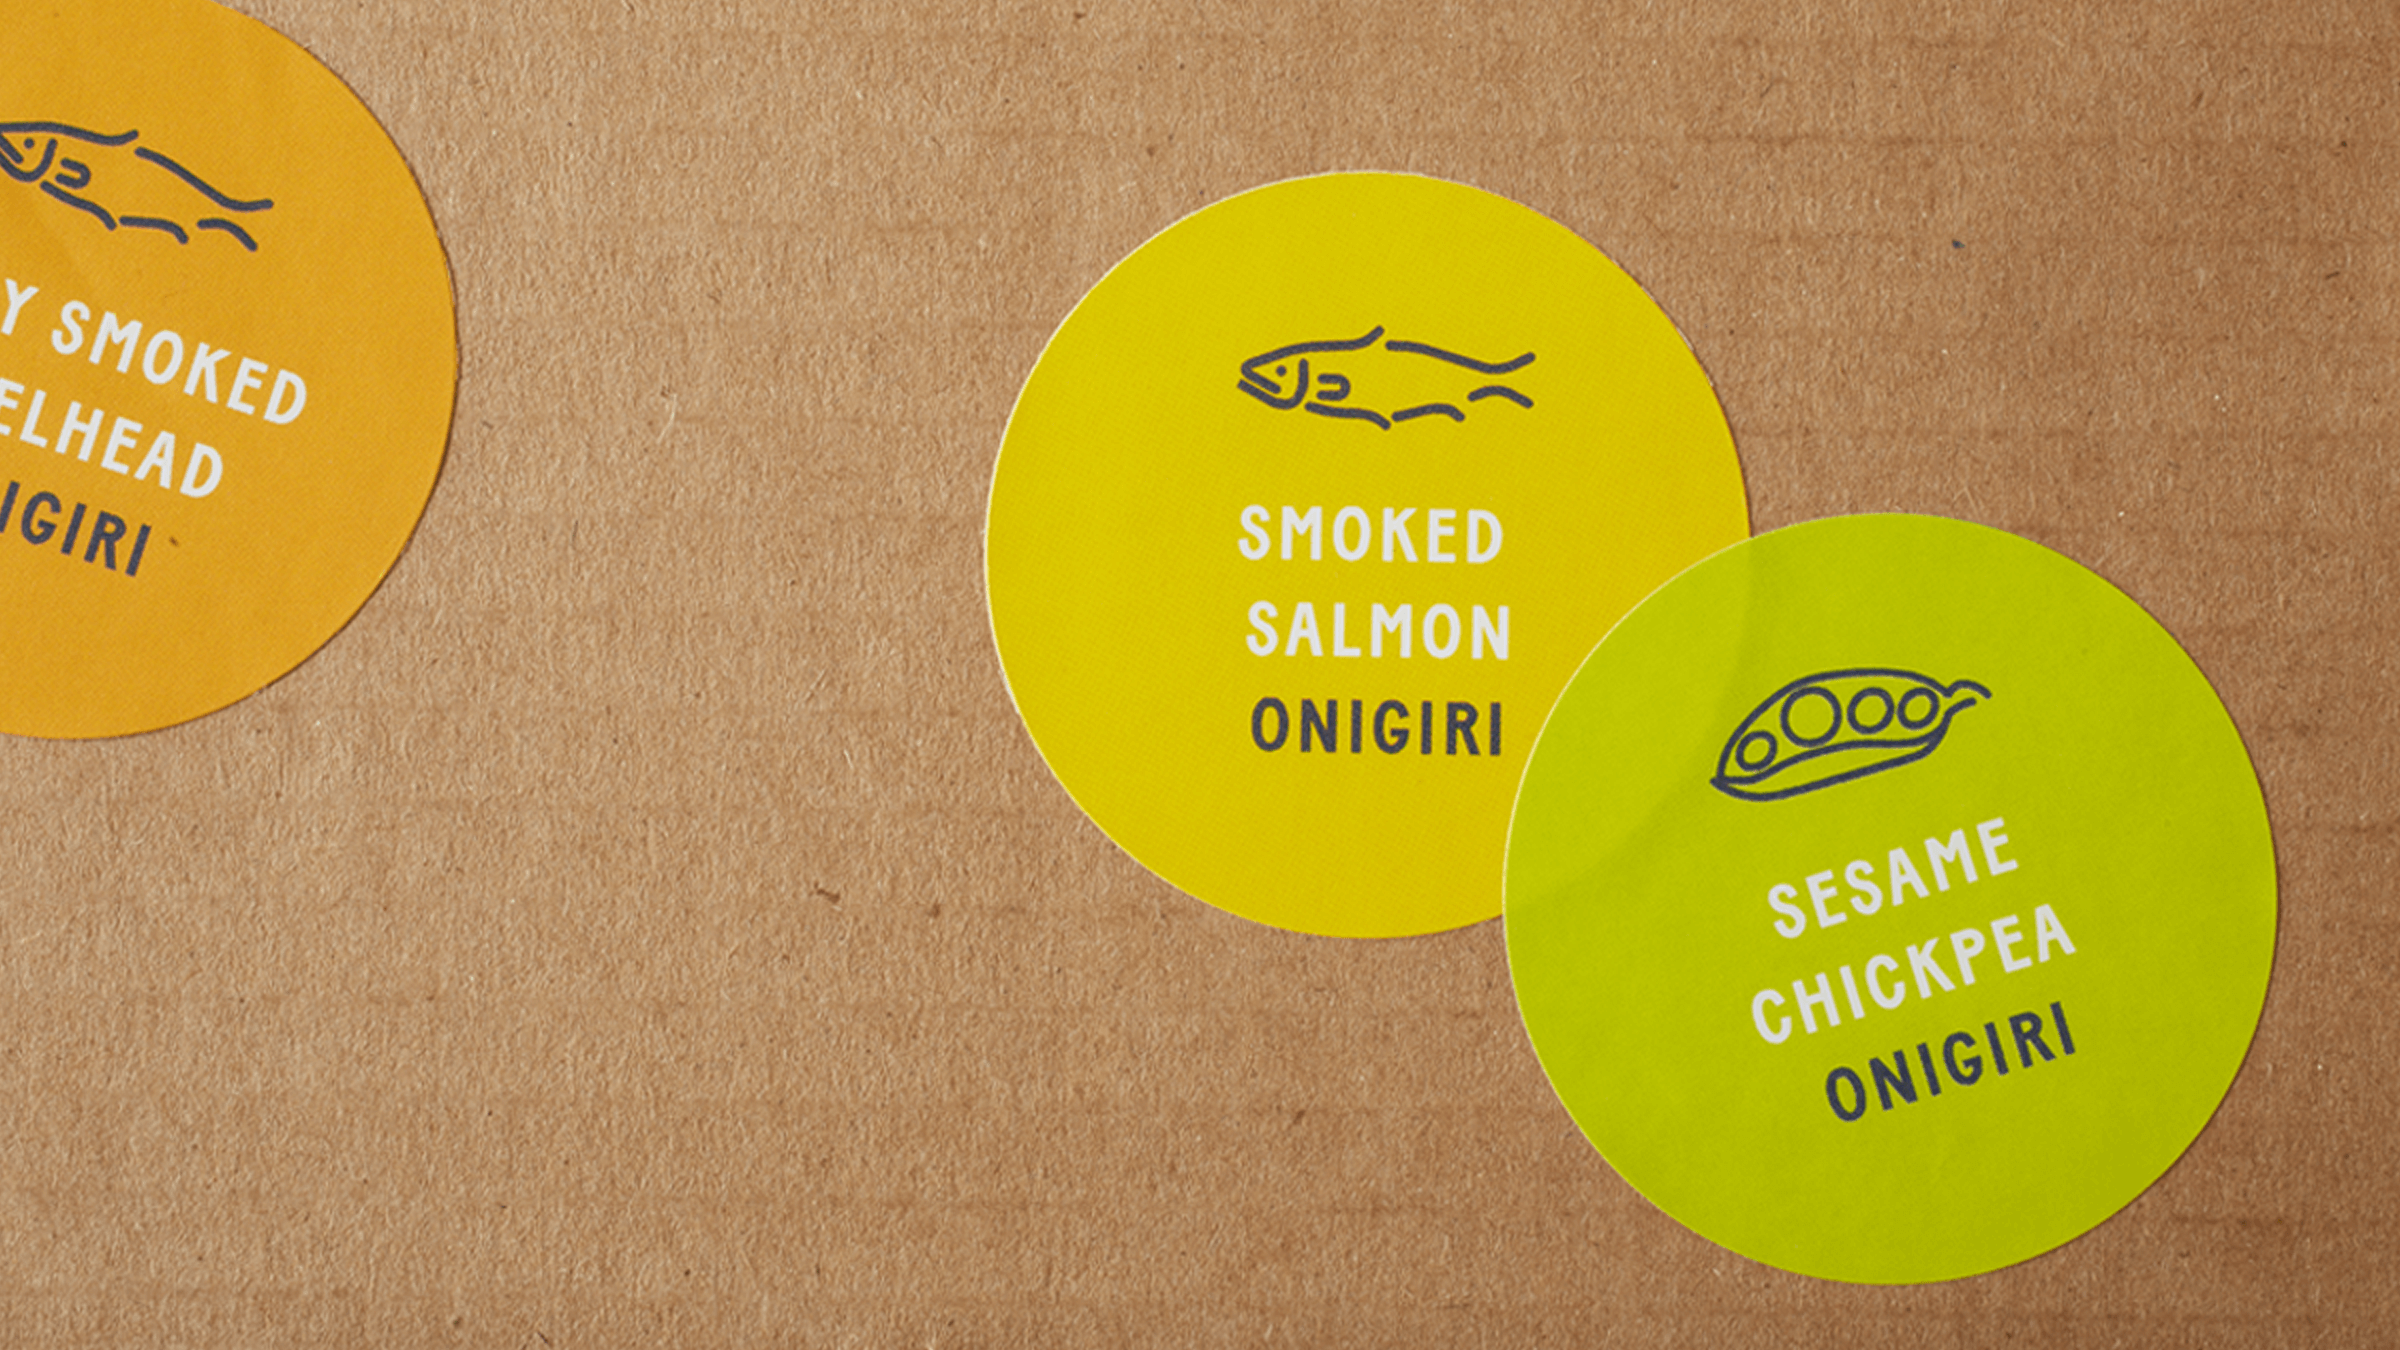 Y SMOKED
ELHEAD
IGIRI
SMOKED
SALMON
ONIGIRI
SESAME
CHICKPEA
ONIGIRI